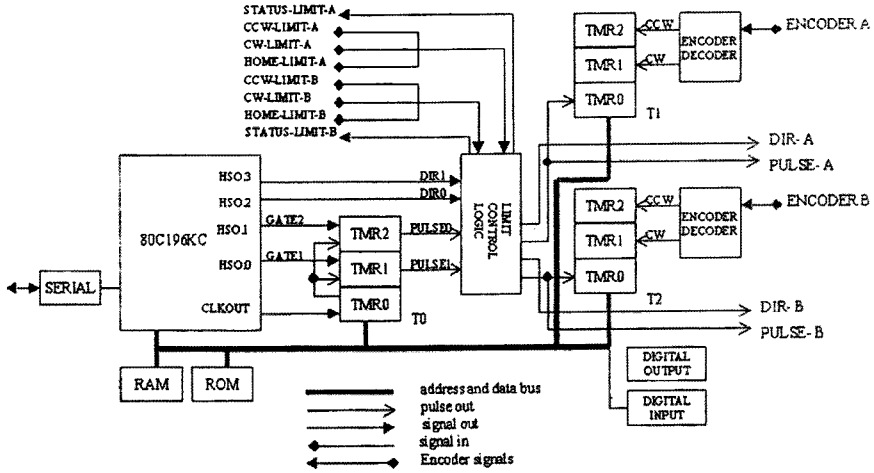 STATUS-LIMIT-A
CCW-LIMIT-A
CW-LIMIT-A
HOME-LIMIT-A
CCW-LIMIT-B
CW-LIMIT-B
HOME-LIMIT-B
STATUS-LIMIT-B
TMR2
TMR1
TMR0
T1
CCW
CW
ENCODER
DECODER
ENCODER A
DIR-A
PULSE-A
80C196KC
HSO.3
HSO.2
HSO.1
HSO.0
CLKOUT
DIR1
DIR0
GATE2
GATE1
TMR2
TMR1
TMR0
T0
PULSE0
PULSE1
LIMIT
CONTROL
LOGIC
TMR2
TMR1
TMR0
T2
CCW
CW
ENCODER
DECODER
ENCODER B
DIR-B
PULSE-B
SERIAL
RAM
ROM
DIGITAL
OUTPUT
DIGITAL
INPUT
address and data bus
pulse out
signal out
signal in
Encoder signals